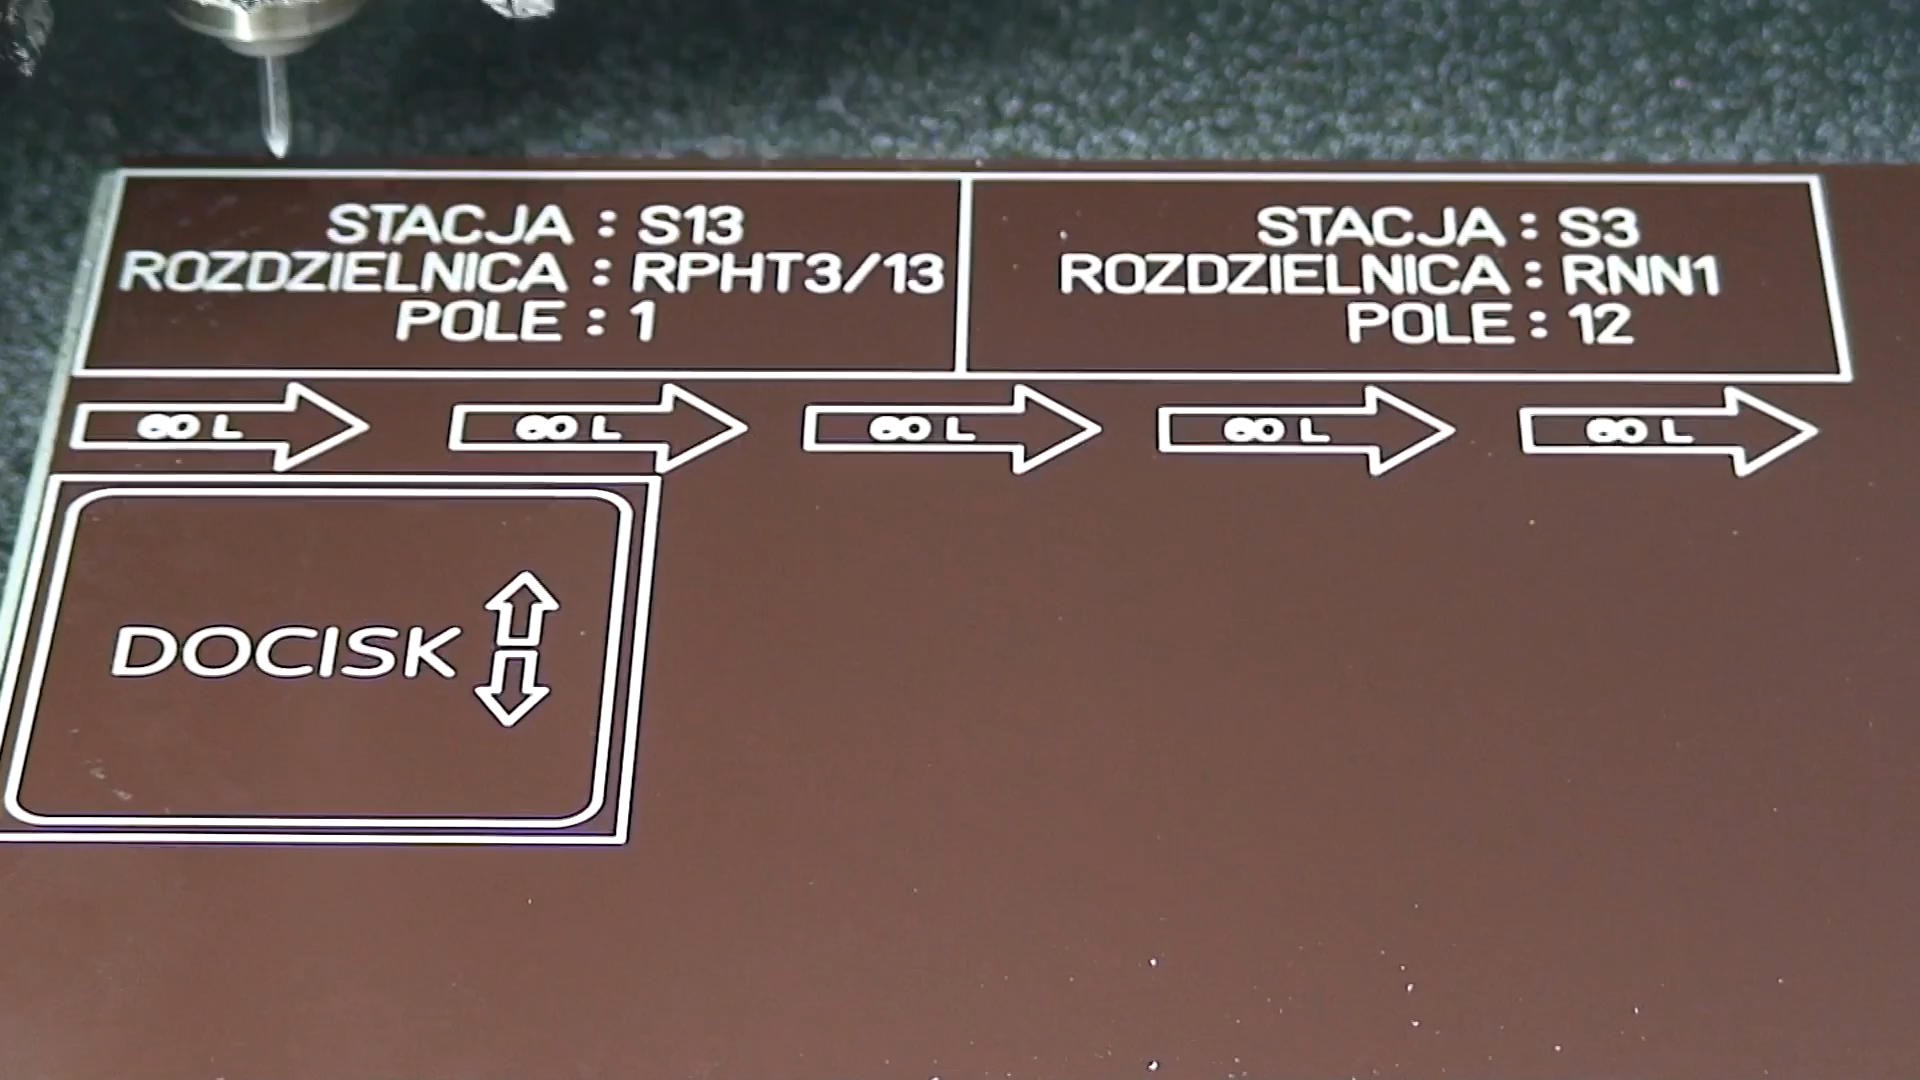 STACJA : S13
ROZDZIELNICA : RPHT3/13
POLE : 1
STACJA : S3
ROZDZIELNICA : RNN1
POLE : 12
60 L
60 L
60 L
60 L
60 L
DOCISK